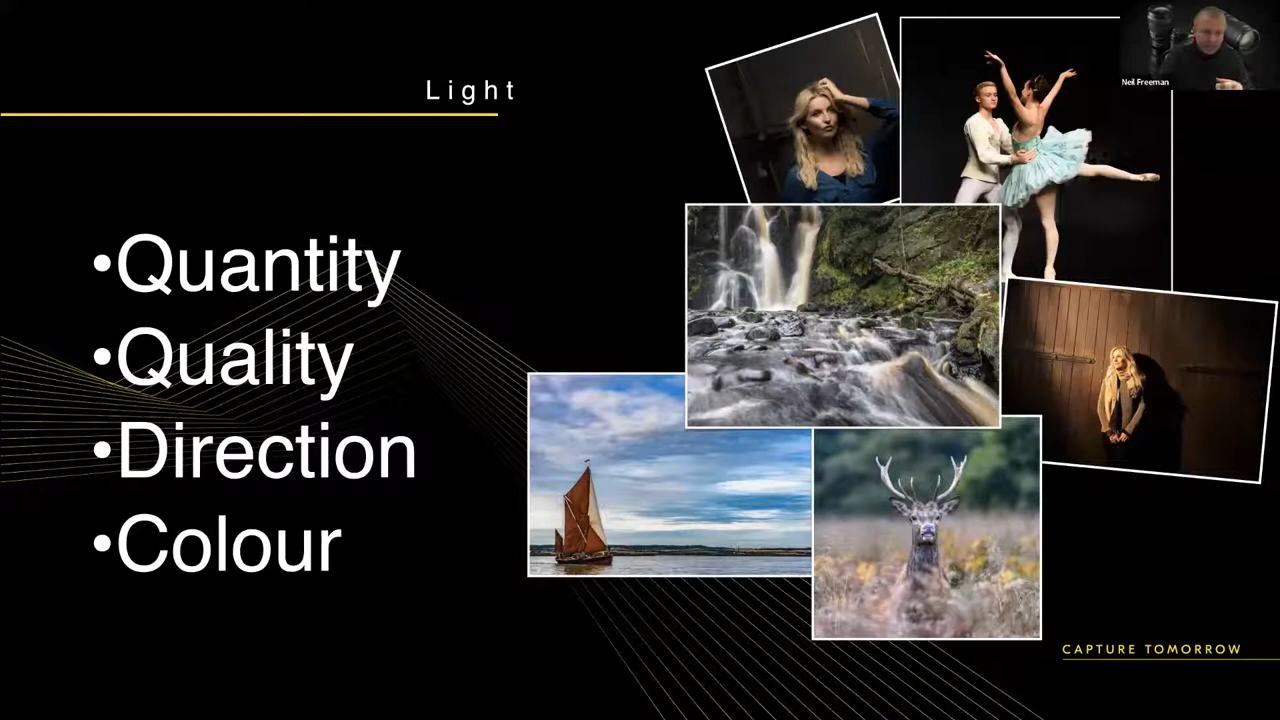 Light
Neil Freeman
•Quantity
•Quality
•Direction
•Colour
CAPTURE TOMORROW